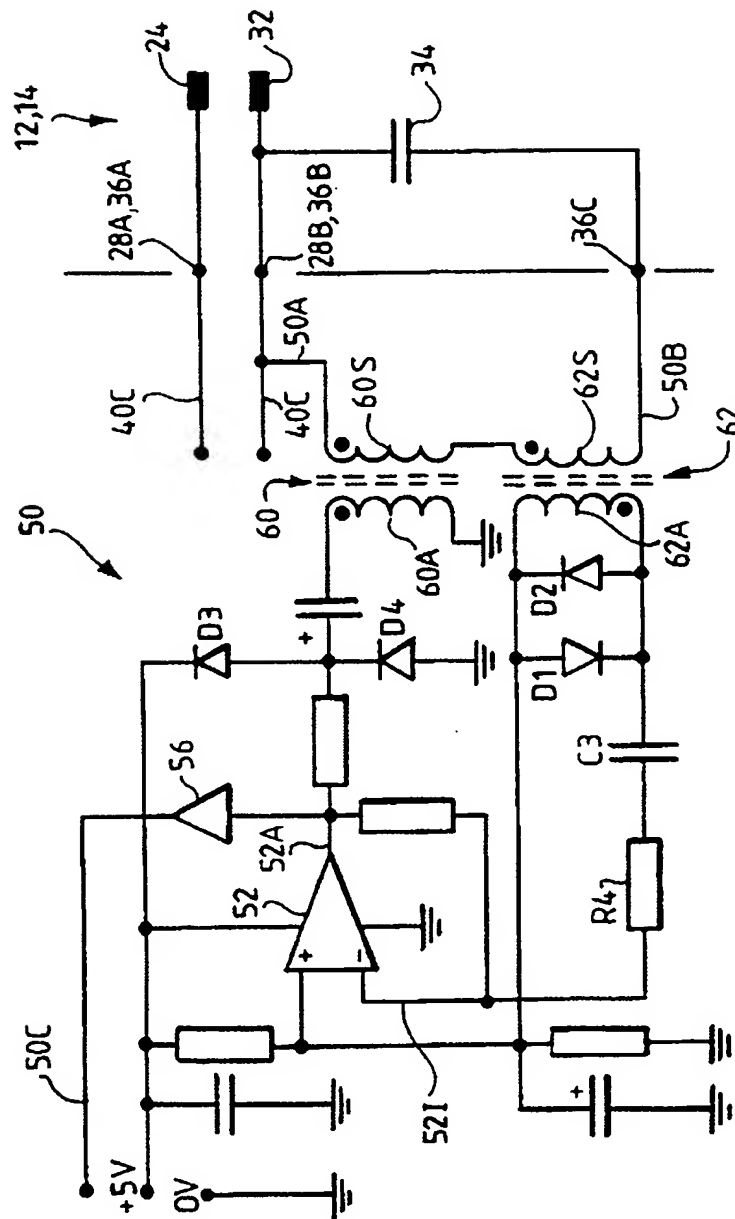 50C
50
12,14
+5V
56
40C
28A,36A
24
0V
D3
52
52A
60
40C
50A
28B,36B
32
+
+
−
60S
D4
60A
34
52I
62S
D2
D1
62A
36C
+
R4
C3
50B
62